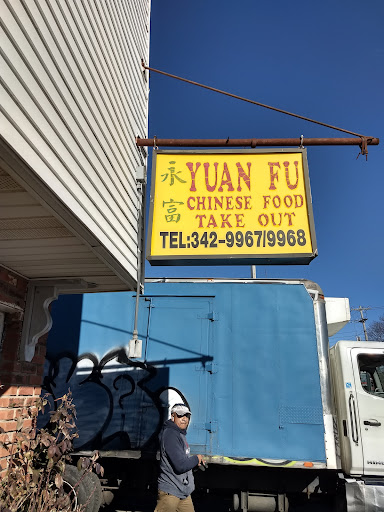 永富
YUAN FU
CHINESE FOOD
TAKE OUT
TEL:342-9967/9968